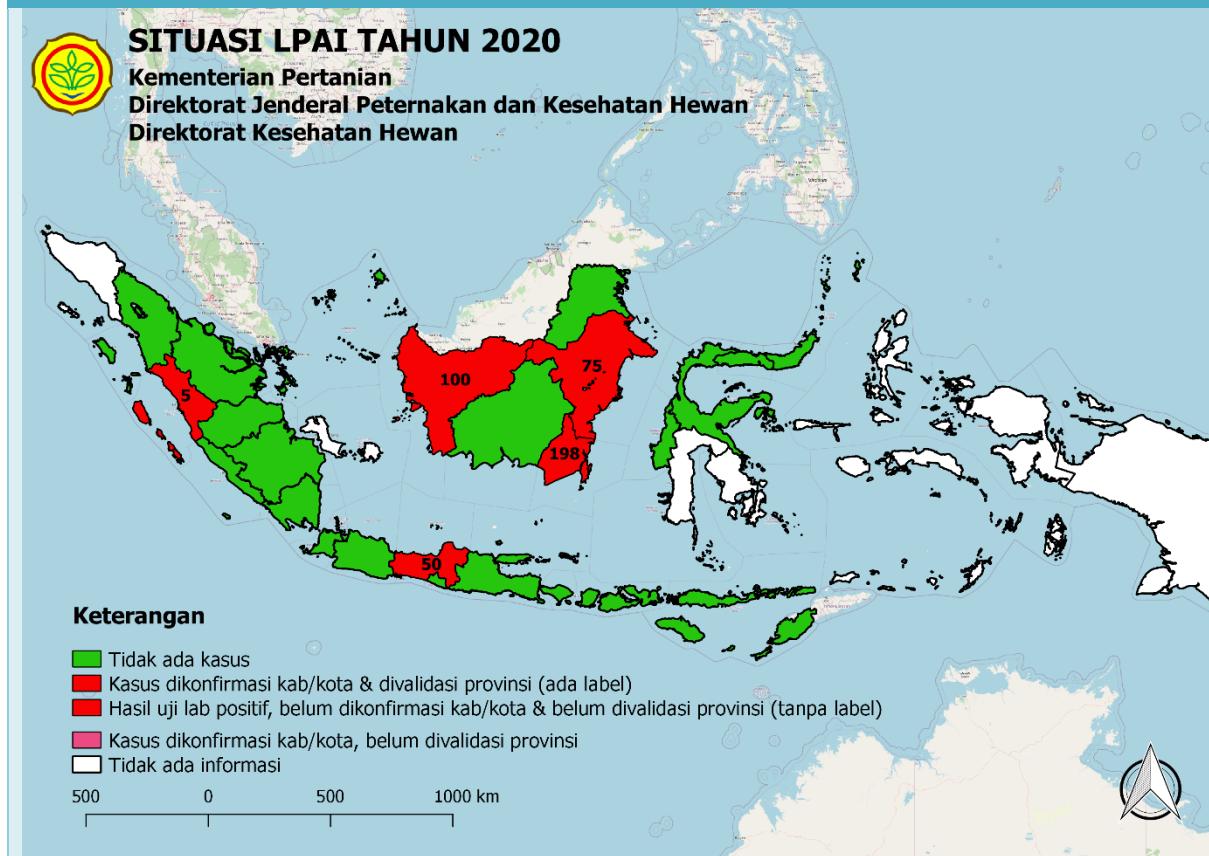 SITUASI LPAI TAHUN 2020
Kementerian Pertanian
Direktorat Jenderal Peternakan dan Kesehatan Hewan
Direktorat Kesehatan Hewan
75
100
5
198
50
Keterangan
Tidak ada kasus
Kasus dikonfirmasi kab/kota & divalidasi provinsi (ada label)
Hasil uji lab positif, belum dikonfirmasi kab/kota & belum divalidasi provinsi (tanpa label)
Kasus dikonfirmasi kab/kota, belum divalidasi provinsi
Tidak ada informasi
500 0 500 1000 km